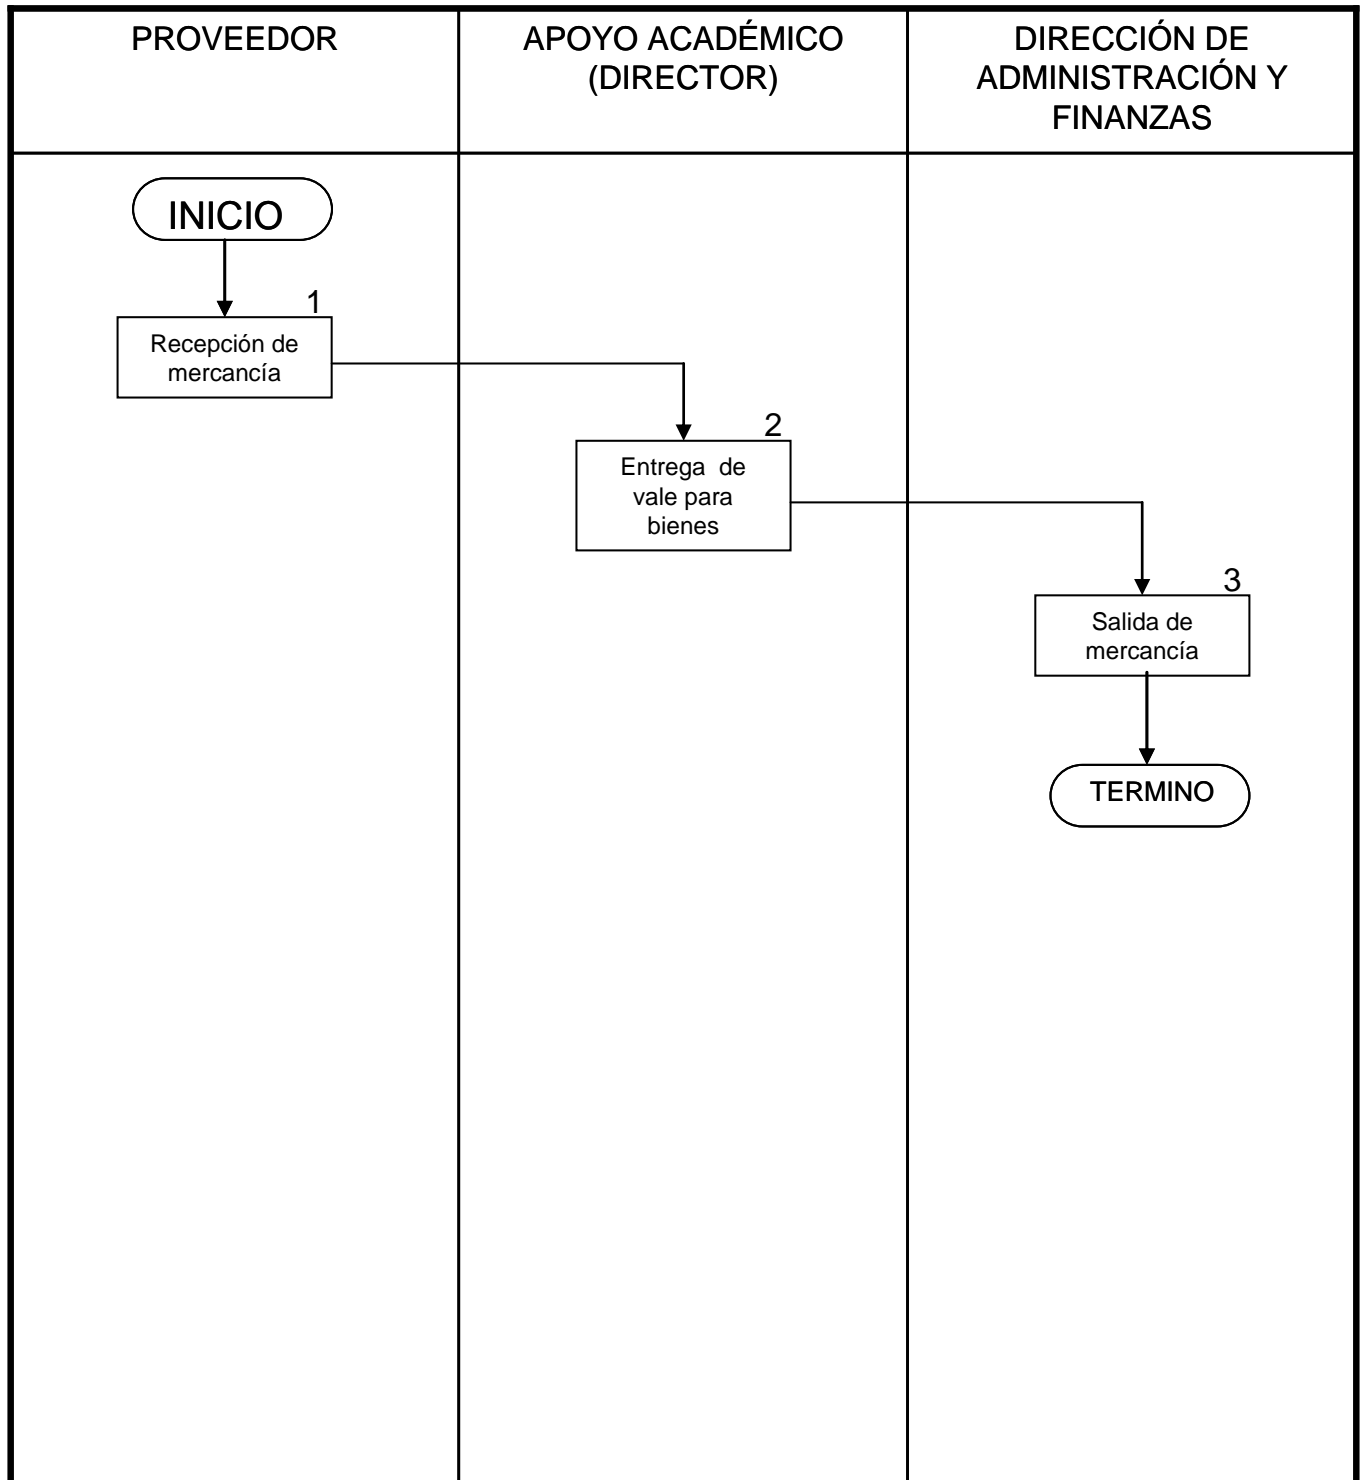 PROVEEDOR
APOYO ACADÉMICO
(DIRECTOR)
DIRECCIÓN DE
ADMINISTRACIÓN Y
FINANZAS
INICIO
1
Recepción de
mercancía
2
Entrega de
vale para
bienes
3
Salida de
mercancía
TERMINO